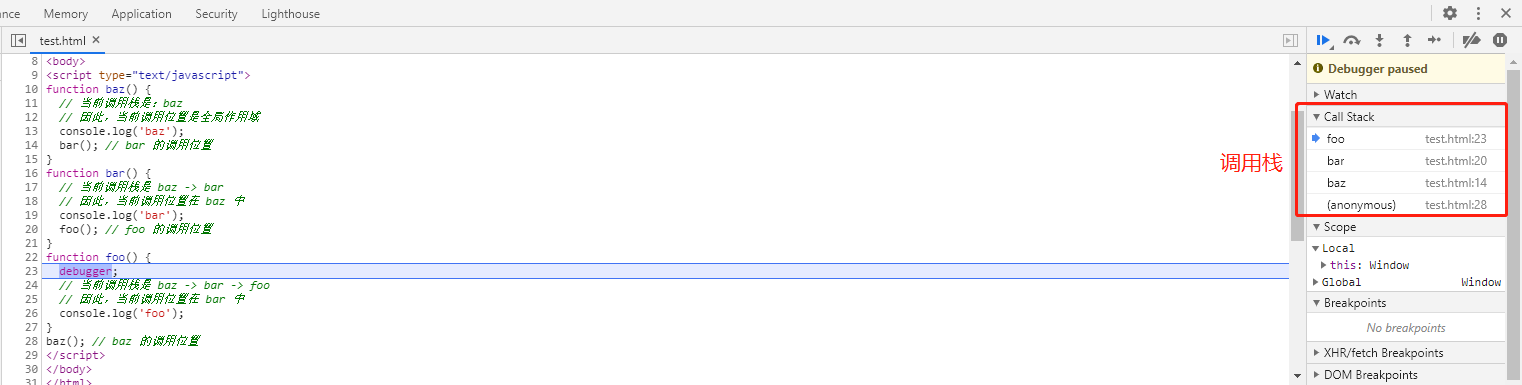 ance Memory Application Security Lighthouse
test.html
8 <body>
9 <script type="text/javascript">
10 function baz() {
11 // 当前调用栈是：baz
12 // 因此，当前调用位置是全局作用域
13 console.log('baz');
14 bar(); // bar 的调用位置
15 }
16 function bar() {
17 // 当前调用栈是 baz -> bar
18 // 因此，当前调用位置在 baz 中
19 console.log('bar');
20 foo(); // foo 的调用位置
21 }
22 function foo() {
23 debugger;
24 // 当前调用栈是 baz -> bar -> foo
25 // 因此，当前调用位置在 bar 中
26 console.log('foo');
27 }
28 baz(); // baz 的调用位置
29 </script>
30 </body>
31 </html>
调用栈
Debugger paused
Watch
Call Stack
foo test.html:23
bar test.html:20
baz test.html:14
(anonymous) test.html:28
Scope
Local
this: Window
Global Window
Breakpoints
No breakpoints
XHR/fetch Breakpoints
DOM Breakpoints